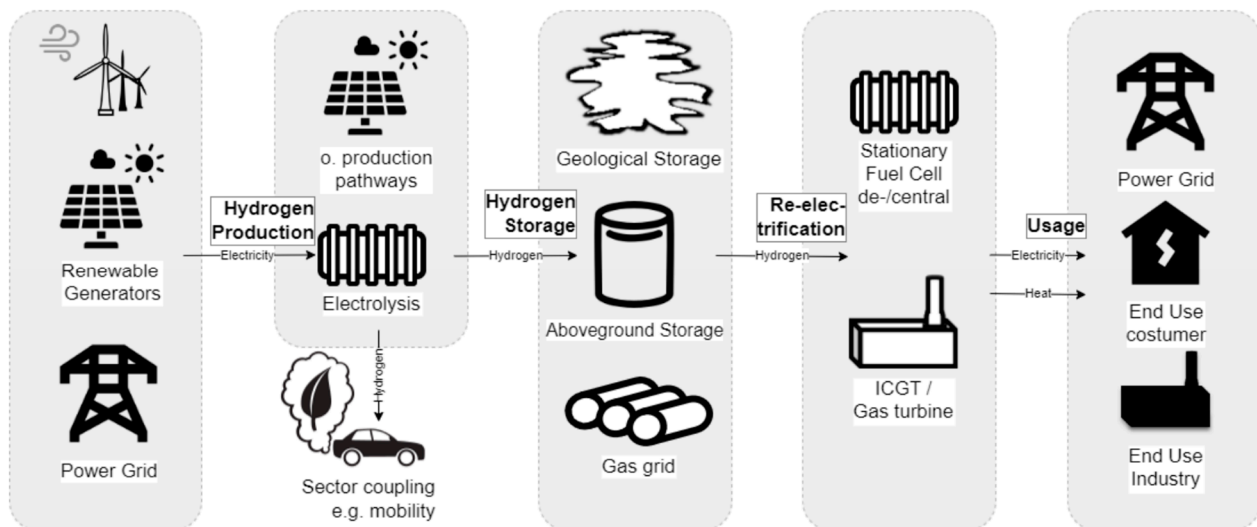 Renewable
Generators
Power Grid
Hydrogen
Production
Electricity
o. production
pathways
Electrolysis
Hydrogen
Sector coupling
e.g. mobility
Hydrogen
Storage
Hydrogen
Geological Storage
Aboveground Storage
Gas grid
Re-elec-
trification
Hydrogen
Stationary
Fuel Cell
de-/central
ICGT /
Gas turbine
Usage
Electricity
Heat
Power Grid
End Use
costumer
End Use
Industry